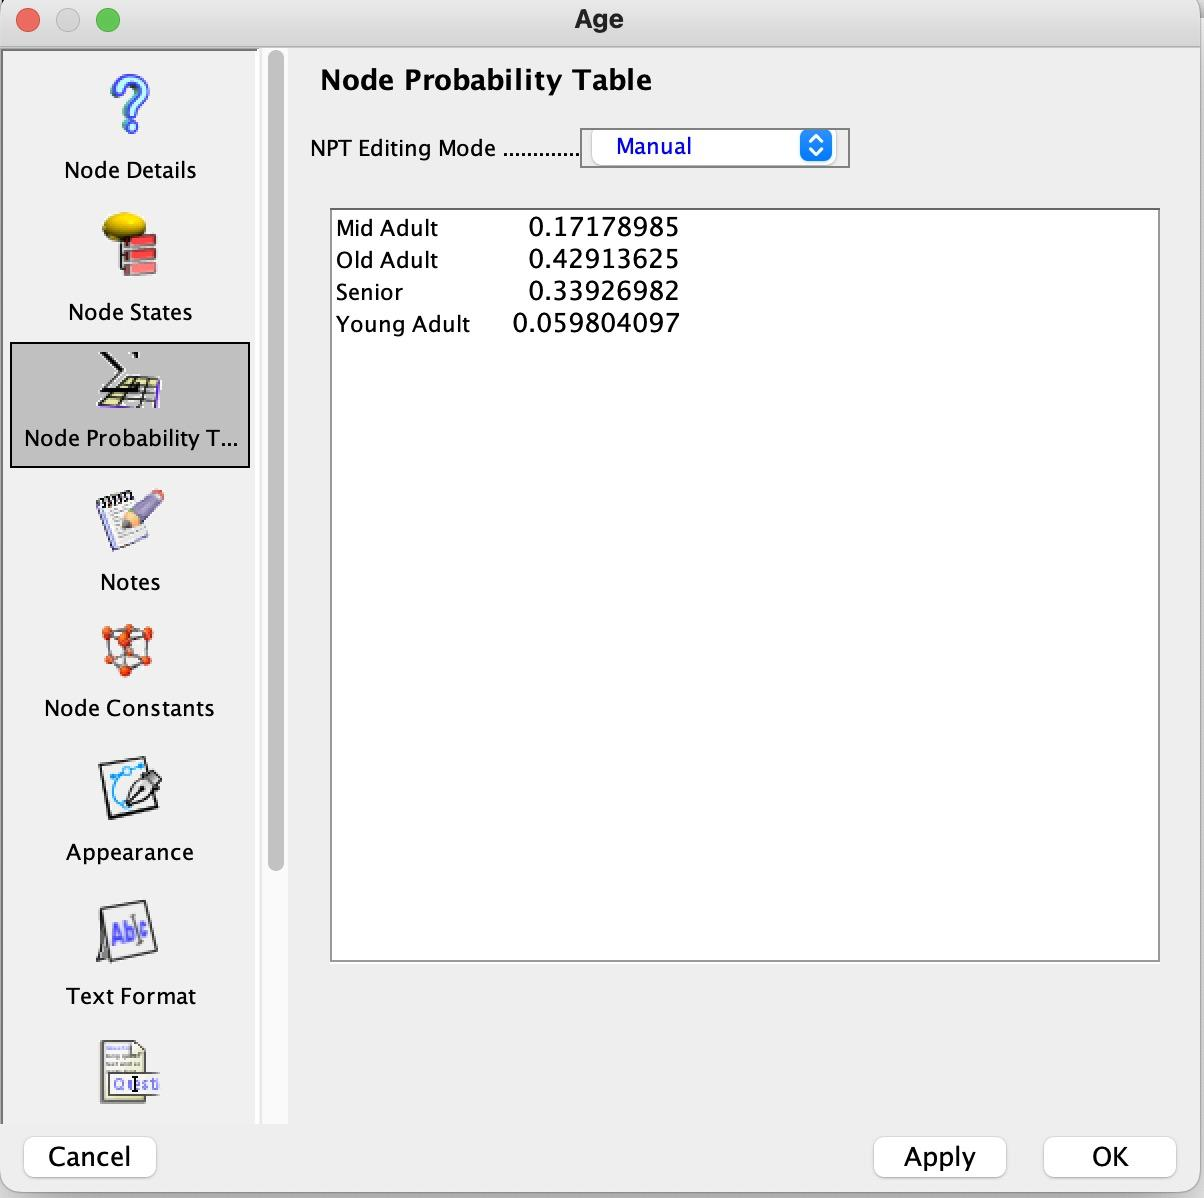 Age
Node Details
Node States
Node Probability T...
Notes
Node Constants
Appearance
Abc
Text Format
Questi
Node Probability Table
NPT Editing Mode ............. Manual
Mid Adult 0.17178985
Old Adult 0.42913625
Senior 0.33926982
Young Adult 0.059804097
Cancel
Apply
OK